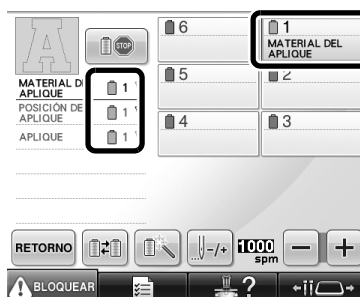 A
STOP
6
1
MATERIAL DEL
APLIQUE
5
2
4
3
MATERIAL D
APLIQUE
1
POSICIÓN DE
APLIQUE
1
APLIQUE
1
RETORNO
-/+
1000
spm
− +
BLOQUEAR
?